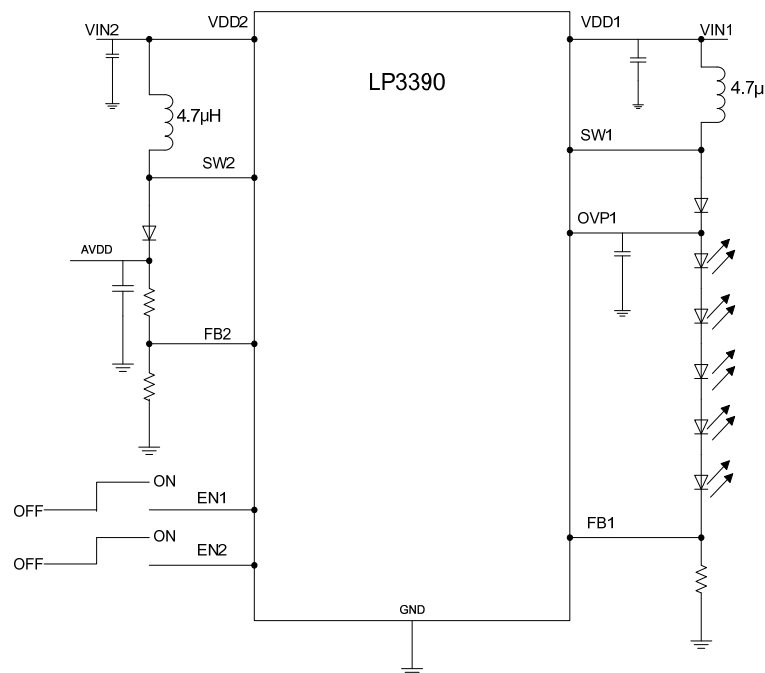 VIN2
VDD2
VDD1
VIN1
LP3390
4.7µH
4.7µ
SW2
SW1
OVP1
AVDD
FB2
ON
OFF
EN1
ON
OFF
EN2
FB1
GND